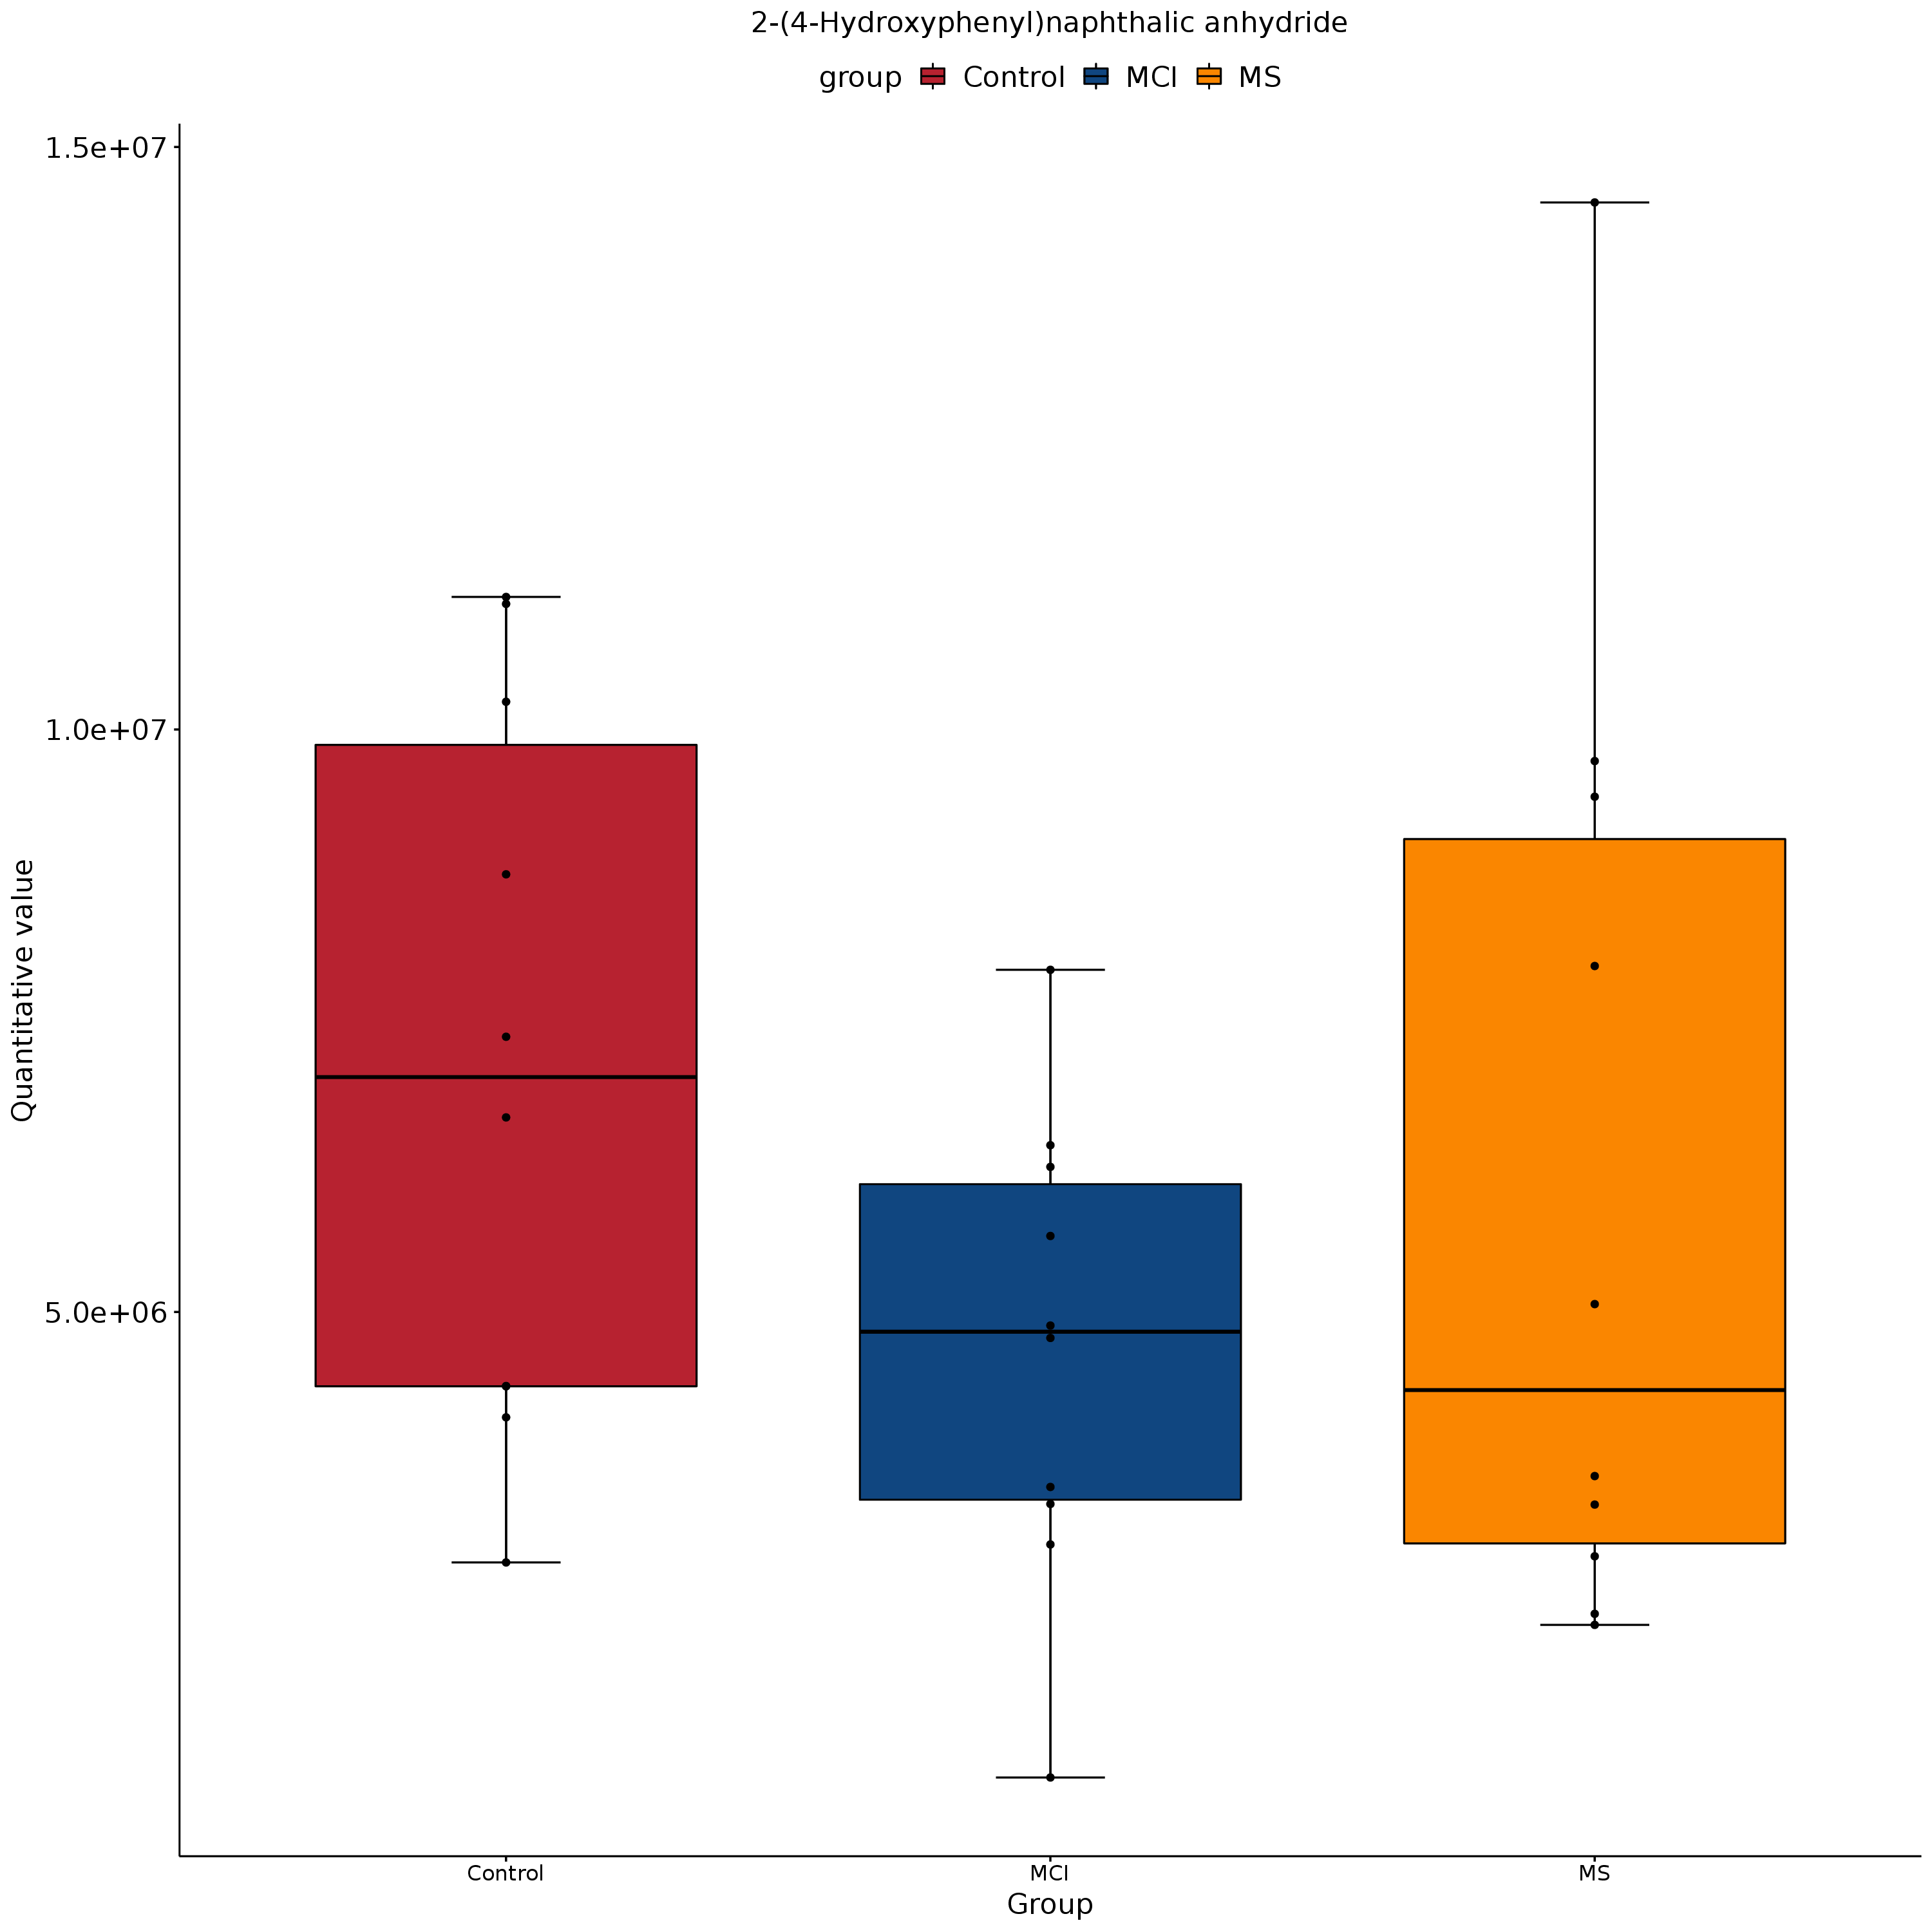 2-(4-Hydroxyphenyl)naphthalic anhydride
group Control MCI MS
1.5e+07
1.0e+07
5.0e+06
Quantitative value
Control MCI MS
Group